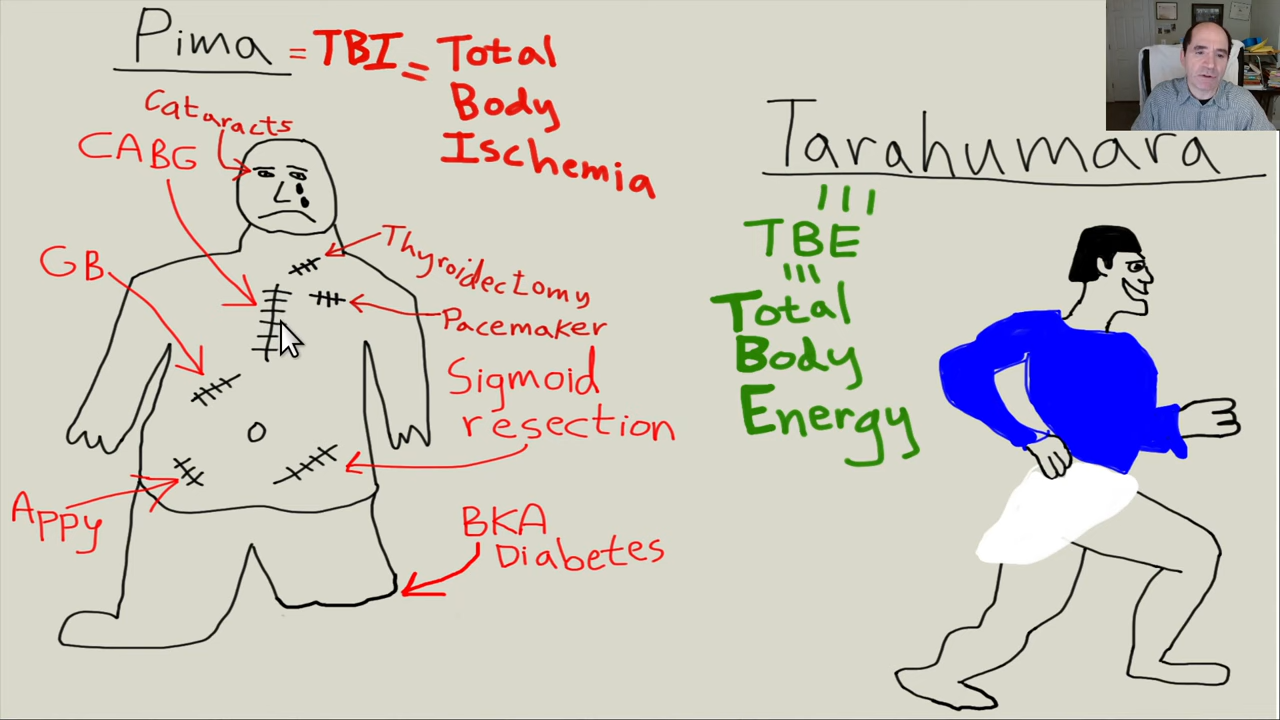 Pima = TBI = Total
Body
Ischemia
Cataracts
CABG
GB
Thyroidectomy
Pacemaker
Sigmoid
resection
Appy
BKA
Diabetes
Tarahumara
TBE
Total
Body
Energy